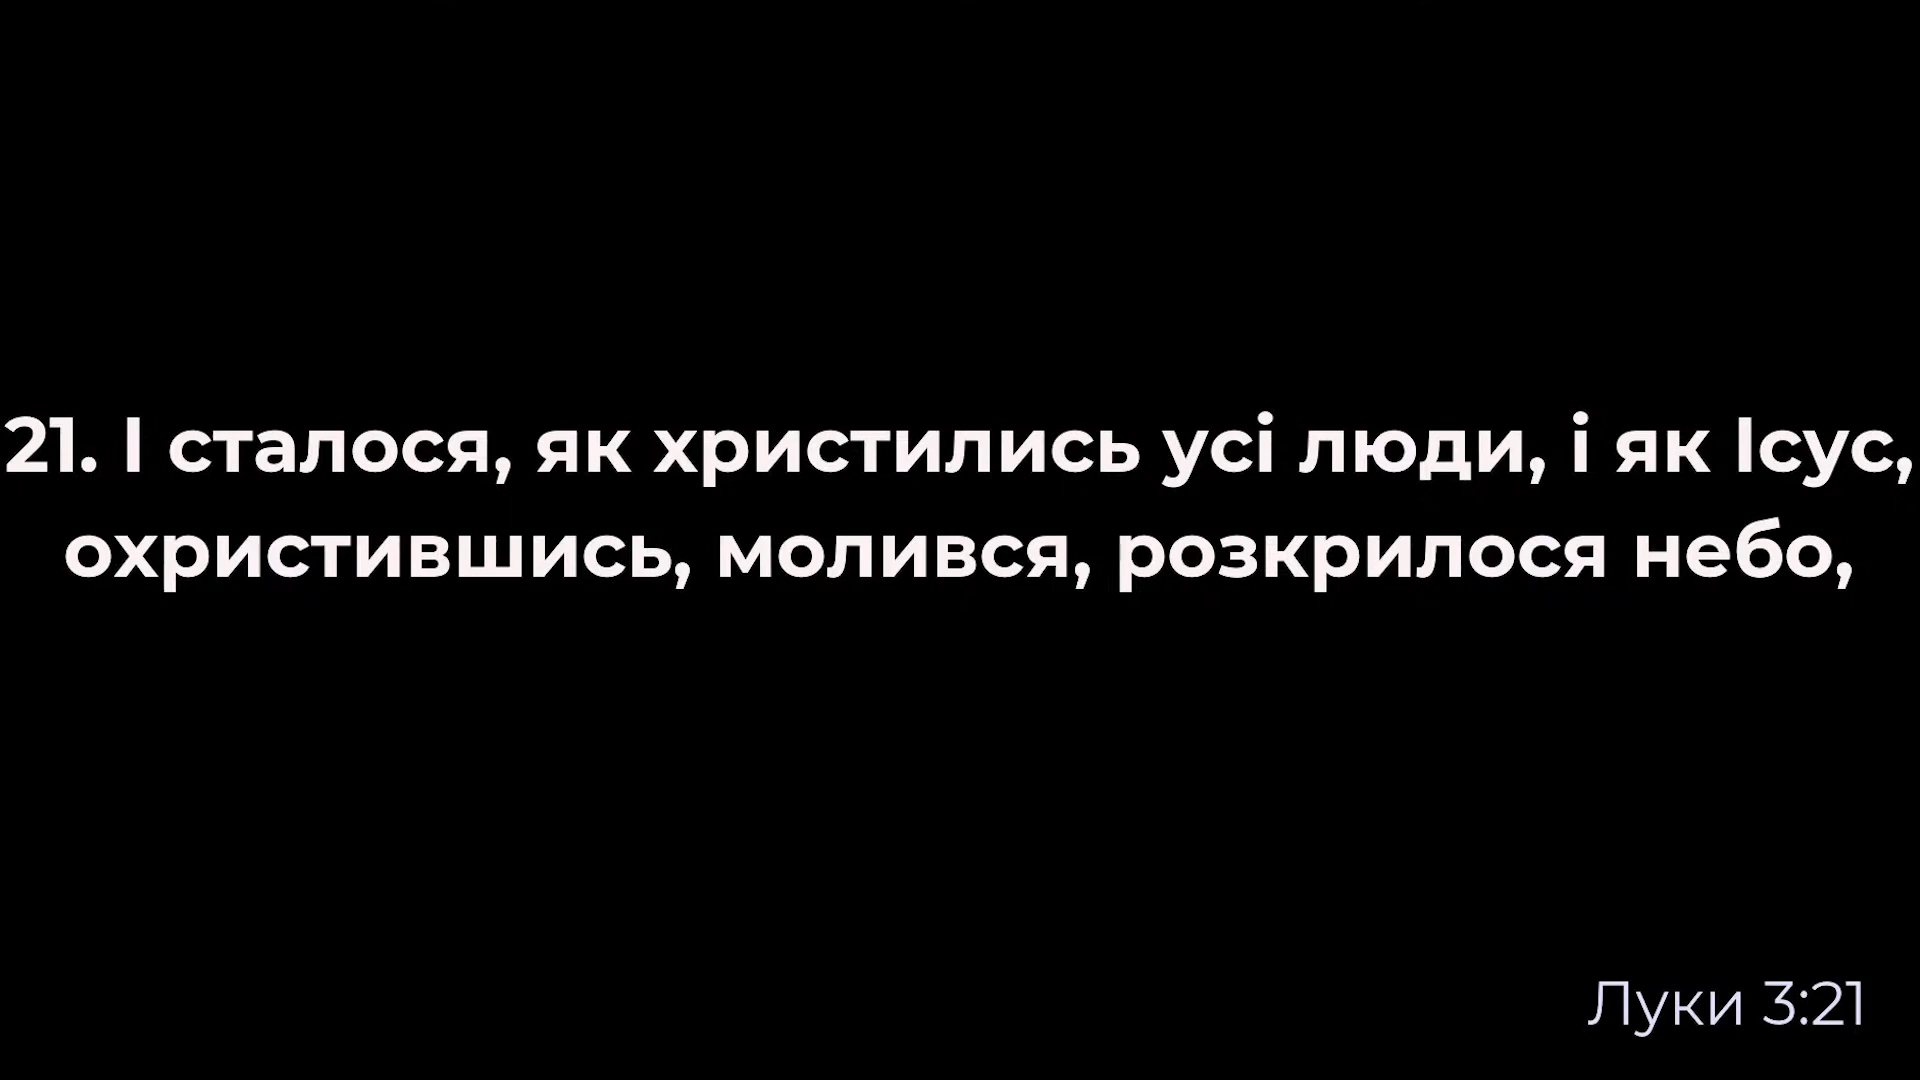 21. І сталося, як христились усі люди, і як Ісус,
охристившись, молився, розкрилося небо,
Луки 3:21